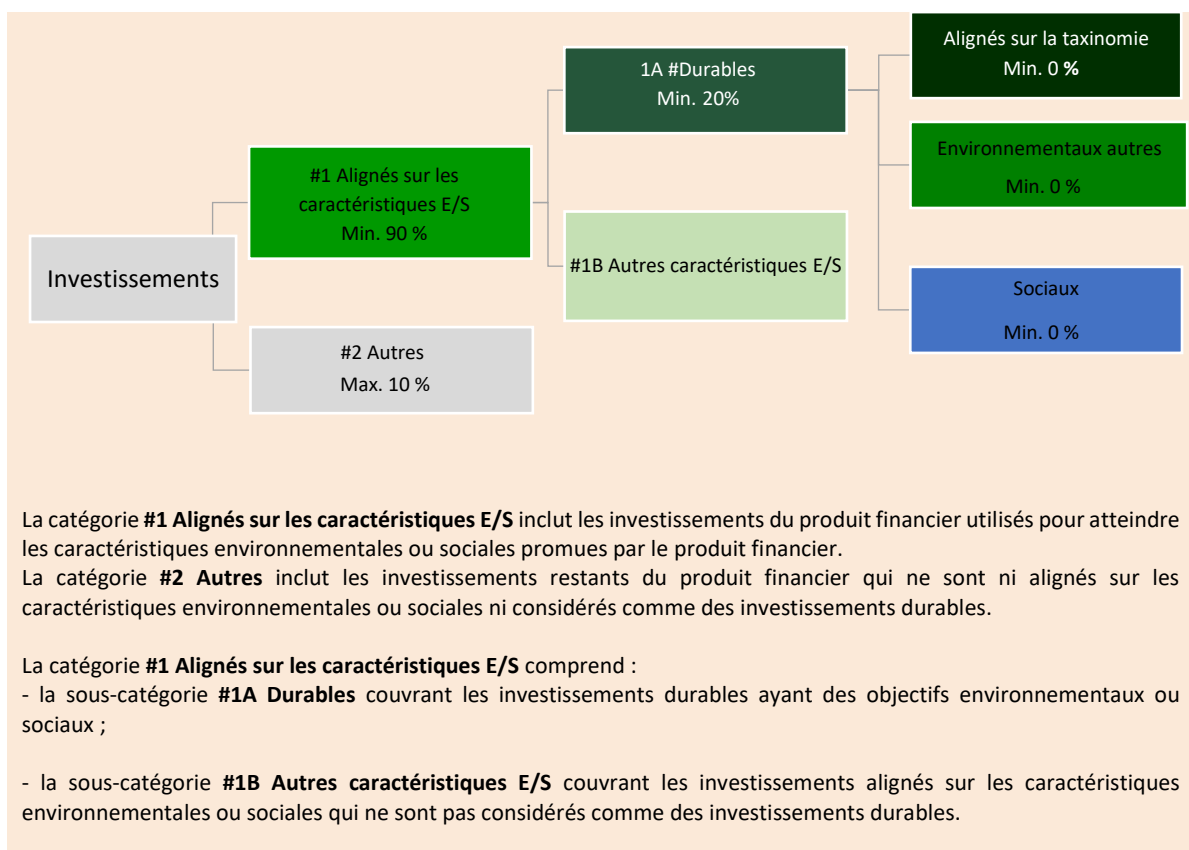 Alignés sur la taxinomie
Min. 0 %
1A #Durables
Min. 20%
Environnementaux autres
Min. 0 %
#1 Alignés sur les
caractéristiques E/S
Min. 90 %
#1B Autres caractéristiques E/S
Investissements
Sociaux
Min. 0 %
#2 Autres
Max. 10 %
La catégorie #1 Alignés sur les caractéristiques E/S inclut les investissements du produit financier utilisés pour atteindre
les caractéristiques environnementales ou sociales promues par le produit financier.
La catégorie #2 Autres inclut les investissements restants du produit financier qui ne sont ni alignés sur les
caractéristiques environnementales ou sociales ni considérés comme des investissements durables.
La catégorie #1 Alignés sur les caractéristiques E/S comprend :
- la sous-catégorie #1A Durables couvrant les investissements durables ayant des objectifs environnementaux ou
sociaux ;
- la sous-catégorie #1B Autres caractéristiques E/S couvrant les investissements alignés sur les caractéristiques
environnementales ou sociales qui ne sont pas considérés comme des investissements durables.